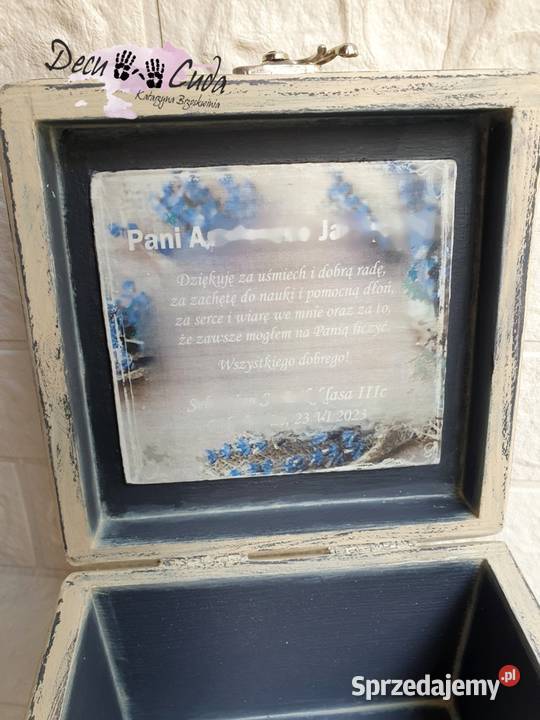 Decu Cuda
Katarzyna Brzęckwinia
Pani A Ja
Dziękuję za uśmiech i dobrą radę,
za zachętę do nauki i pomocną dłoń,
za serce i wiarę we mnie oraz za to,
że zawsze mogłem na Panią liczyć.
Wszystkiego dobrego!
klasa IIIc
23 VI 2023
Sprzedajemy.pl